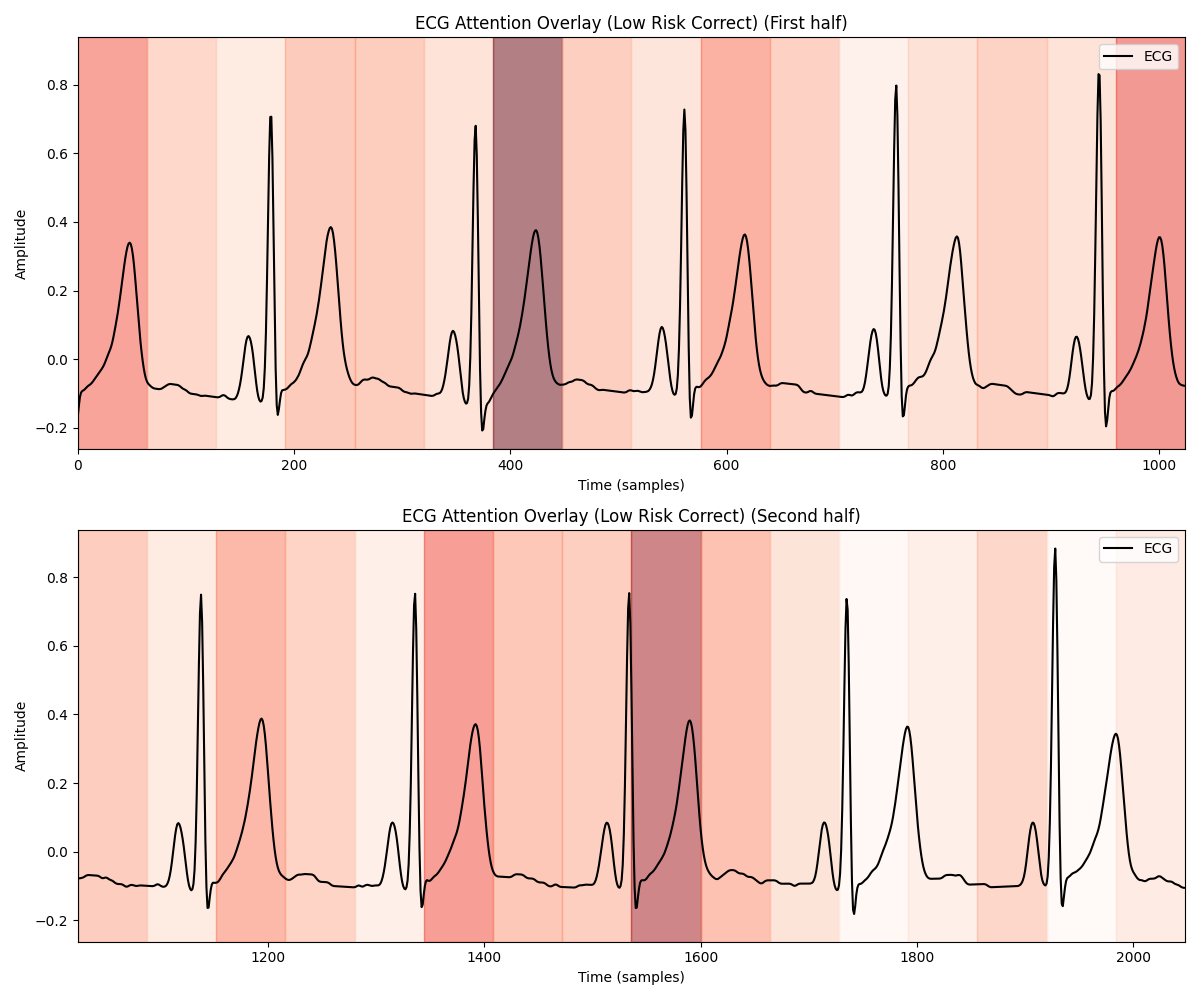 ECG Attention Overlay (Low Risk Correct) (First half)
ECG
Amplitude
0.8
0.6
0.4
0.2
0.0
−0.2
0 200 400 600 800 1000
Time (samples)
ECG Attention Overlay (Low Risk Correct) (Second half)
ECG
Amplitude
0.8
0.6
0.4
0.2
0.0
−0.2
1200 1400 1600 1800 2000
Time (samples)